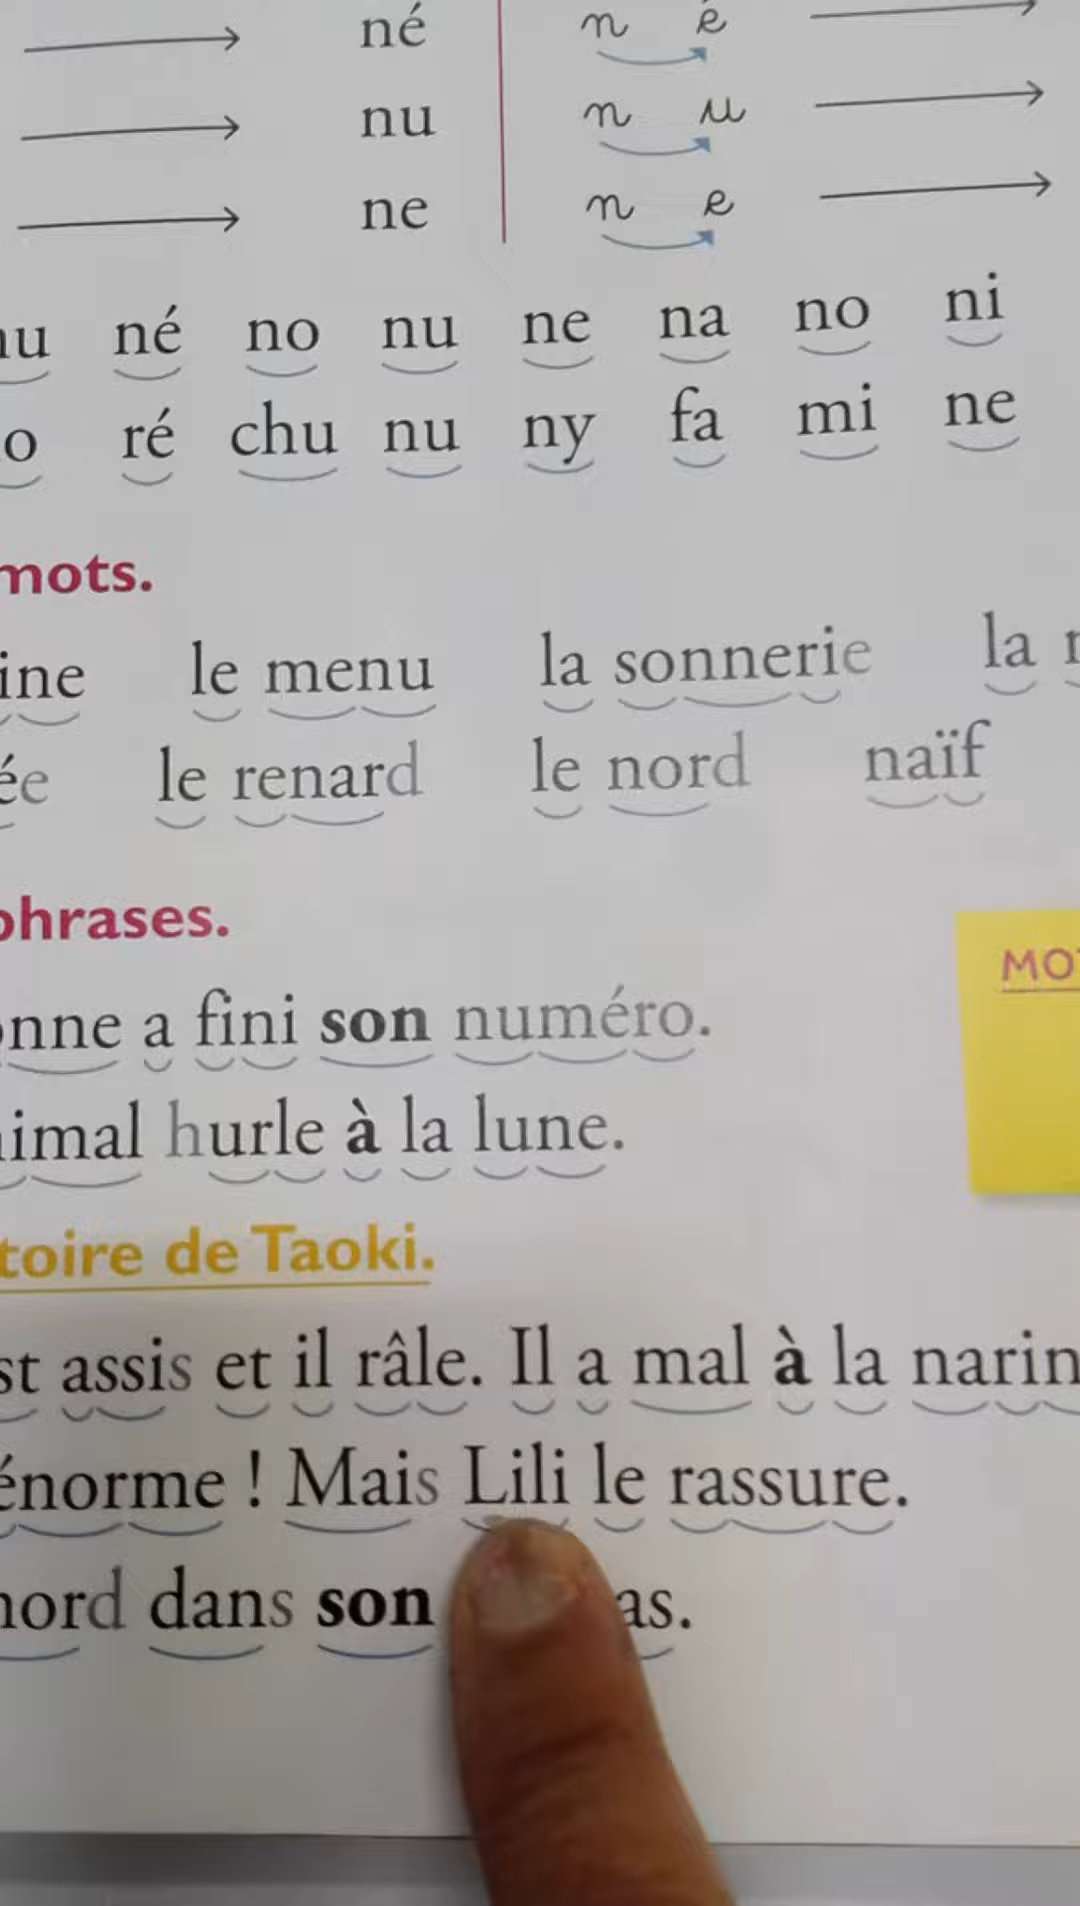 né n é
nu n u
ne n e
nu né no nu ne na no ni
o ré chu nu ny fa mi ne
mots.
ine le menu la sonnerie la
ée le renard le nord naïf
phrases.
onne a fini son numéro.
imal hurle à la lune.
MO
toire de Taoki.
st assis et il râle. Il a mal à la narin
énorme ! Mais Lili le rassure.
nord dans son as.